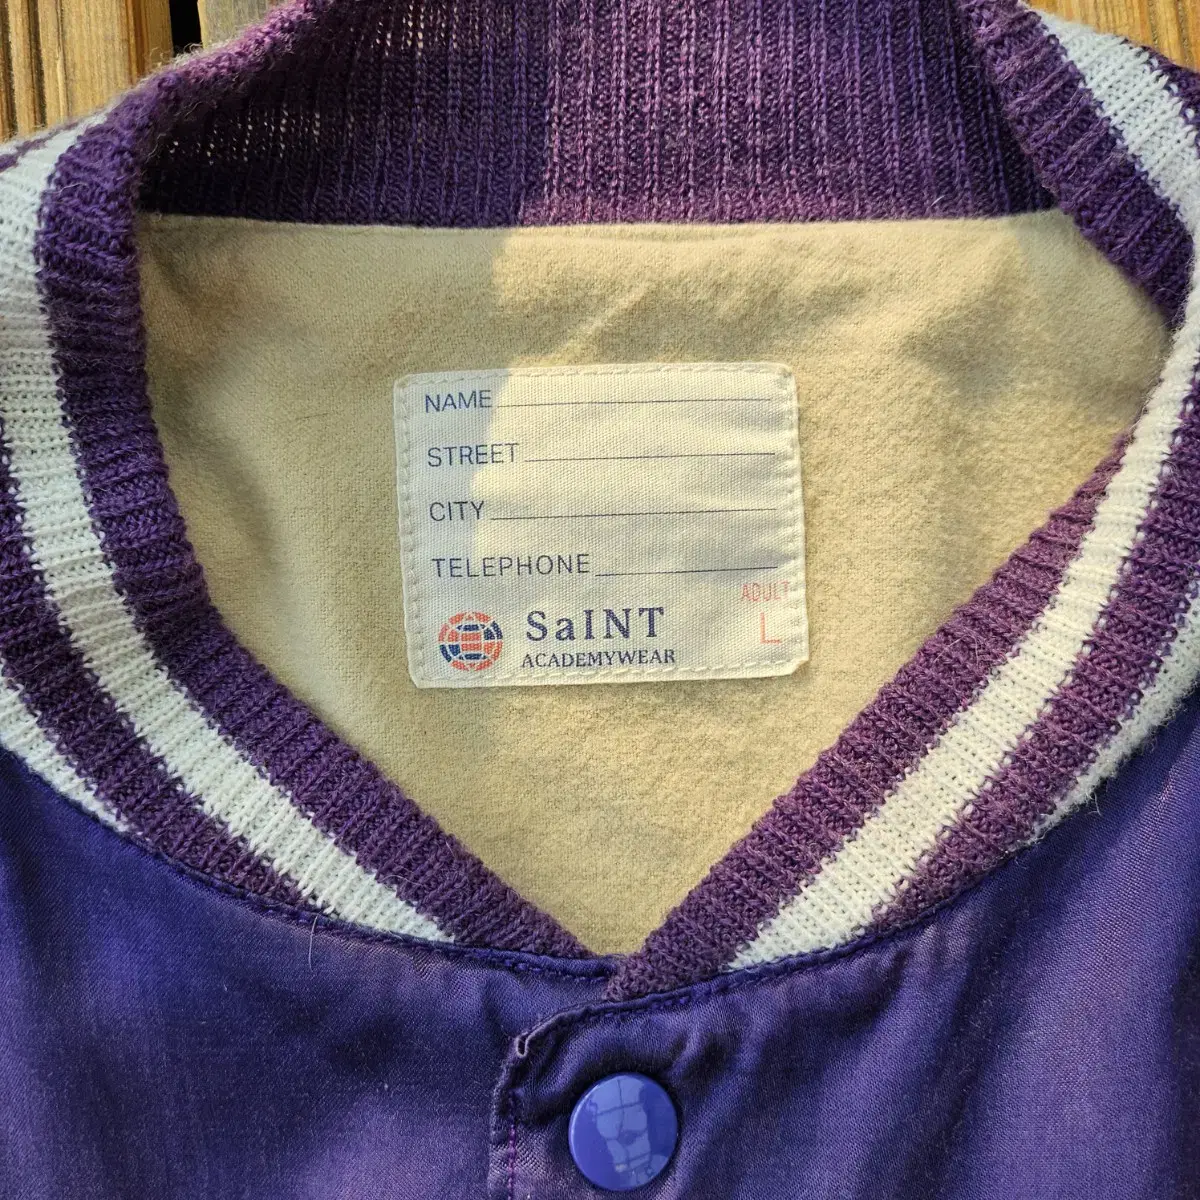 NAME
STREET
CITY
TELEPHONE
ADULT
L
SaINT
ACADEMYWEAR